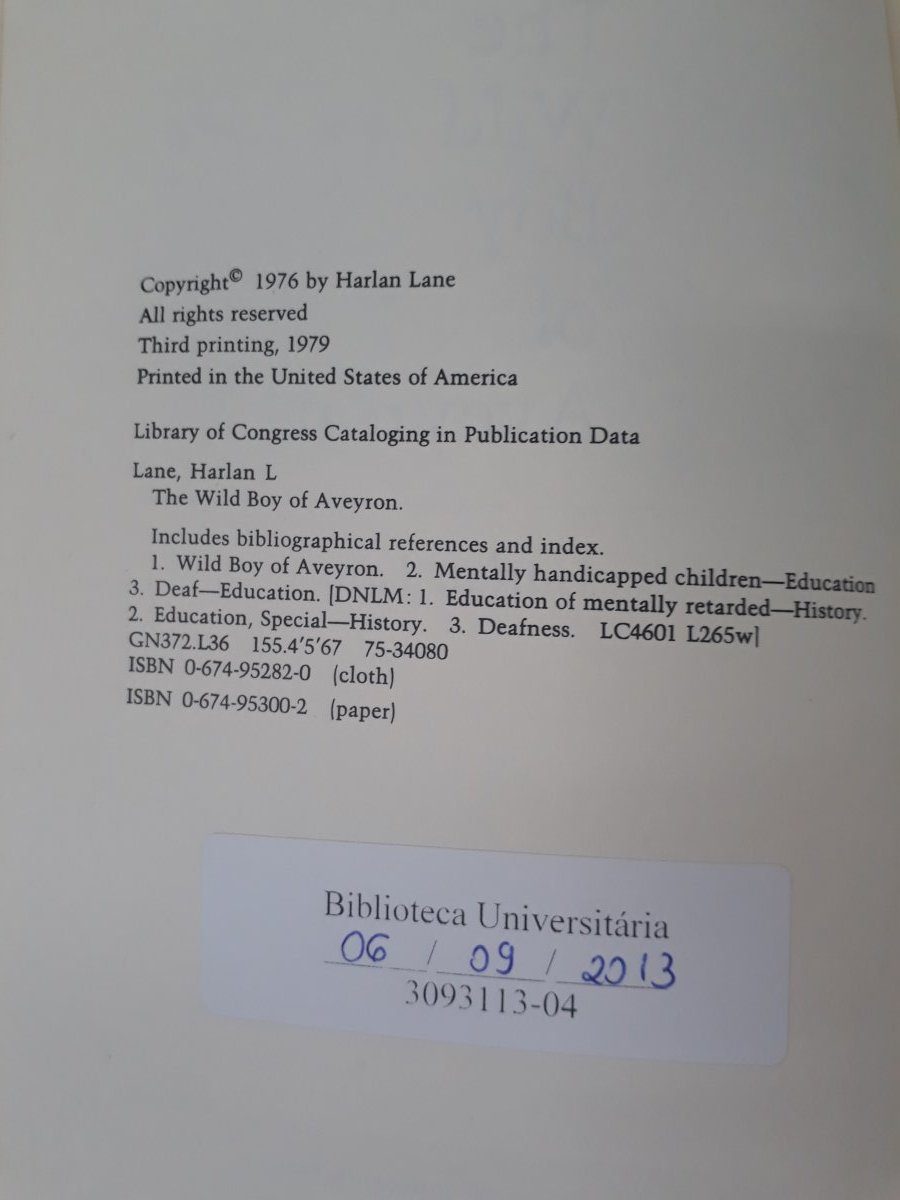 Copyright© 1976 by Harlan Lane
All rights reserved
Third printing, 1979
Printed in the United States of America
Library of Congress Cataloging in Publication Data
Lane, Harlan L
The Wild Boy of Aveyron.
Includes bibliographical references and index.
1. Wild Boy of Aveyron. 2. Mentally handicapped children—Education
3. Deaf—Education. [DNLM: 1. Education of mentally retarded—History.
2. Education, Special—History. 3. Deafness. LC4601 L265w]
GN372.L36 155.4'5'67 75-34080
ISBN 0-674-95282-0 (cloth)
ISBN 0-674-95300-2 (paper)
Biblioteca Universitária
06 / 09 / 2013
3093113-04